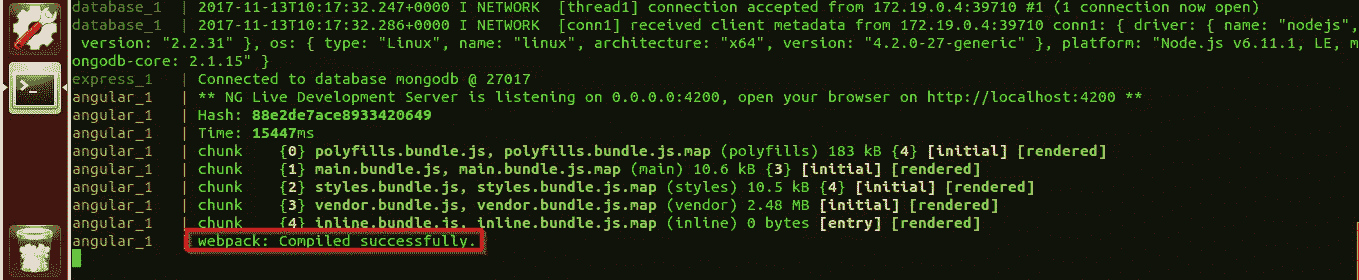 database_1 | 2017-11-13T10:17:32.247+0000 I NETWORK [thread1] connection accepted from 172.19.0.4:39710 #1 (1 connection now open)
database_1 | 2017-11-13T10:17:32.286+0000 I NETWORK [conn1] received client metadata from 172.19.0.4:39710 conn1: { driver: { name: "nodejs",
version: "2.2.31" }, os: { type: "Linux", name: "linux", architecture: "x64", version: "4.2.0-27-generic" }, platform: "Node.js v6.11.1, LE, m
ongodb-core: 2.1.15" }
express_1 | Connected to database mongodb @ 27017
angular_1 | ** NG Live Development Server is listening on 0.0.0.0:4200, open your browser on http://localhost:4200 **
angular_1 | Hash: 88e2de7ace8933420649
angular_1 | Time: 15447ms
angular_1 | chunk {0} polyfills.bundle.js, polyfills.bundle.js.map (polyfills) 183 kB {4} [initial] [rendered]
angular_1 | chunk {1} main.bundle.js, main.bundle.js.map (main) 10.6 kB {3} [initial] [rendered]
angular_1 | chunk {2} styles.bundle.js, styles.bundle.js.map (styles) 10.5 kB {4} [initial] [rendered]
angular_1 | chunk {3} vendor.bundle.js, vendor.bundle.js.map (vendor) 2.48 MB [initial] [rendered]
angular_1 | chunk {4} inline.bundle.js, inline.bundle.js.map (inline) 0 bytes [entry] [rendered]
angular_1 | webpack: Compiled successfully.